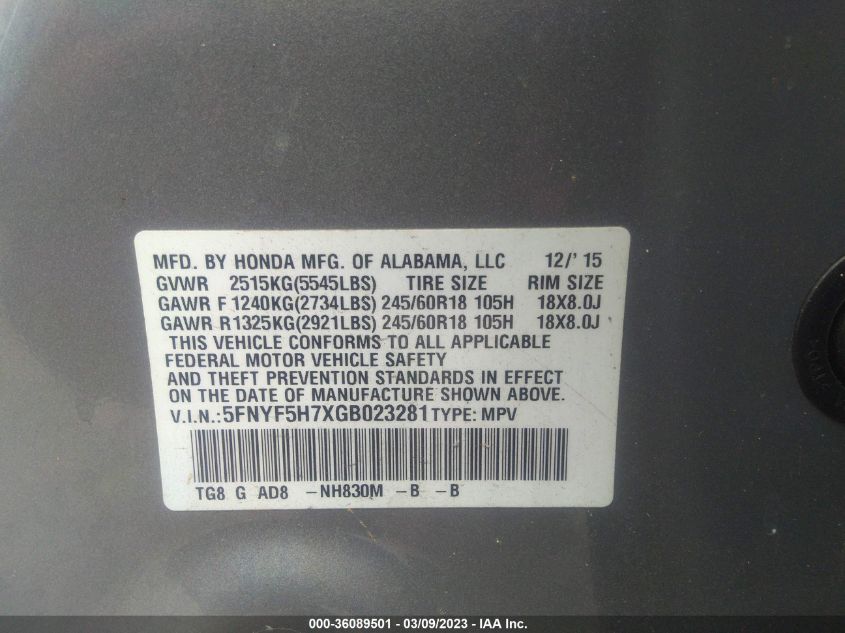 MFD. BY HONDA MFG. OF ALABAMA, LLC 12/'15
GVWR 2515KG(5545LBS) TIRE SIZE RIM SIZE
GAWR F 1240KG(2734LBS) 245/60R18 105H 18X8.0J
GAWR R1325KG(2921LBS) 245/60R18 105H 18X8.0J
THIS VEHICLE CONFORMS TO ALL APPLICABLE
FEDERAL MOTOR VEHICLE SAFETY
AND THEFT PREVENTION STANDARDS IN EFFECT
ON THE DATE OF MANUFACTURE SHOWN ABOVE.
V.I.N.:5FNYF5H7XGB023281 TYPE: MPV
TG8 G AD8 -NH830M -B -B
000-36089501 - 03/09/2023 - IAA Inc.